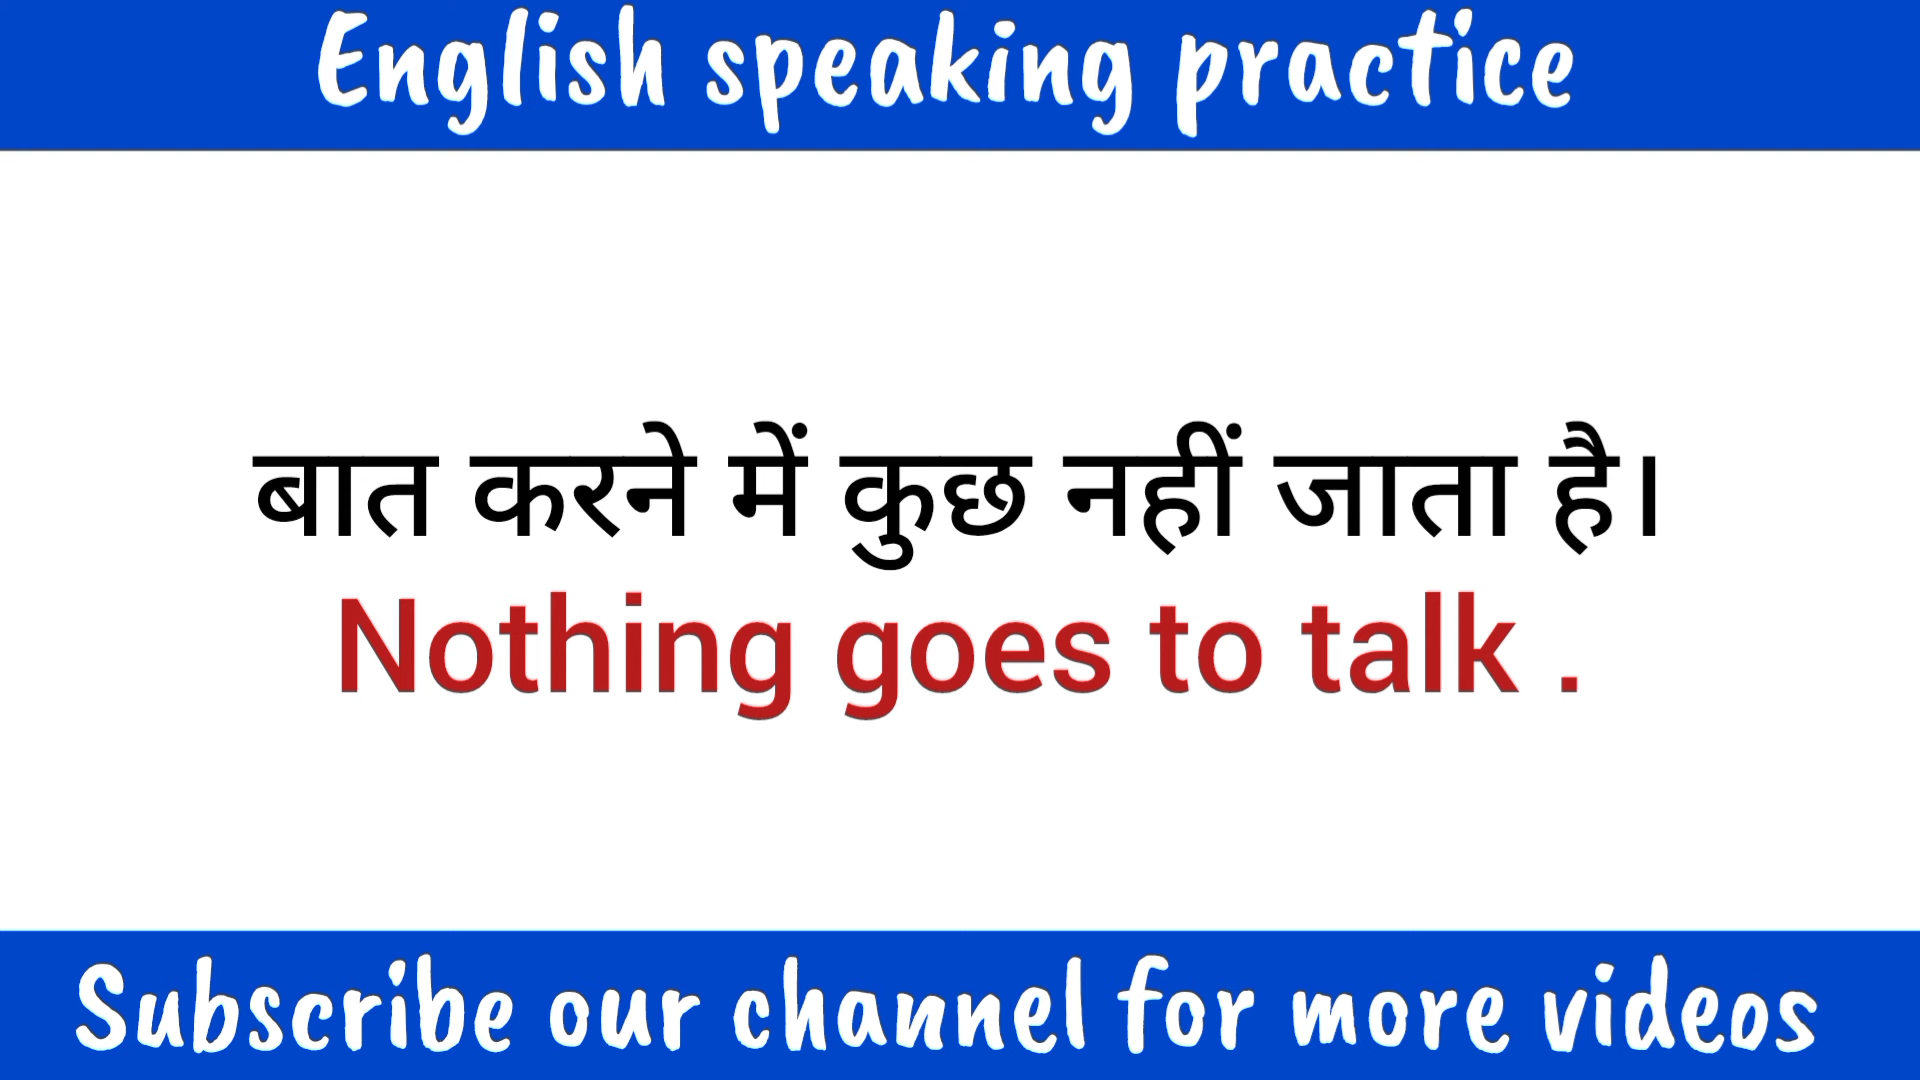 English speaking practice
बात करने में कुछ नहीं जाता है।
Nothing goes to talk .
Subscribe our channel for more videos